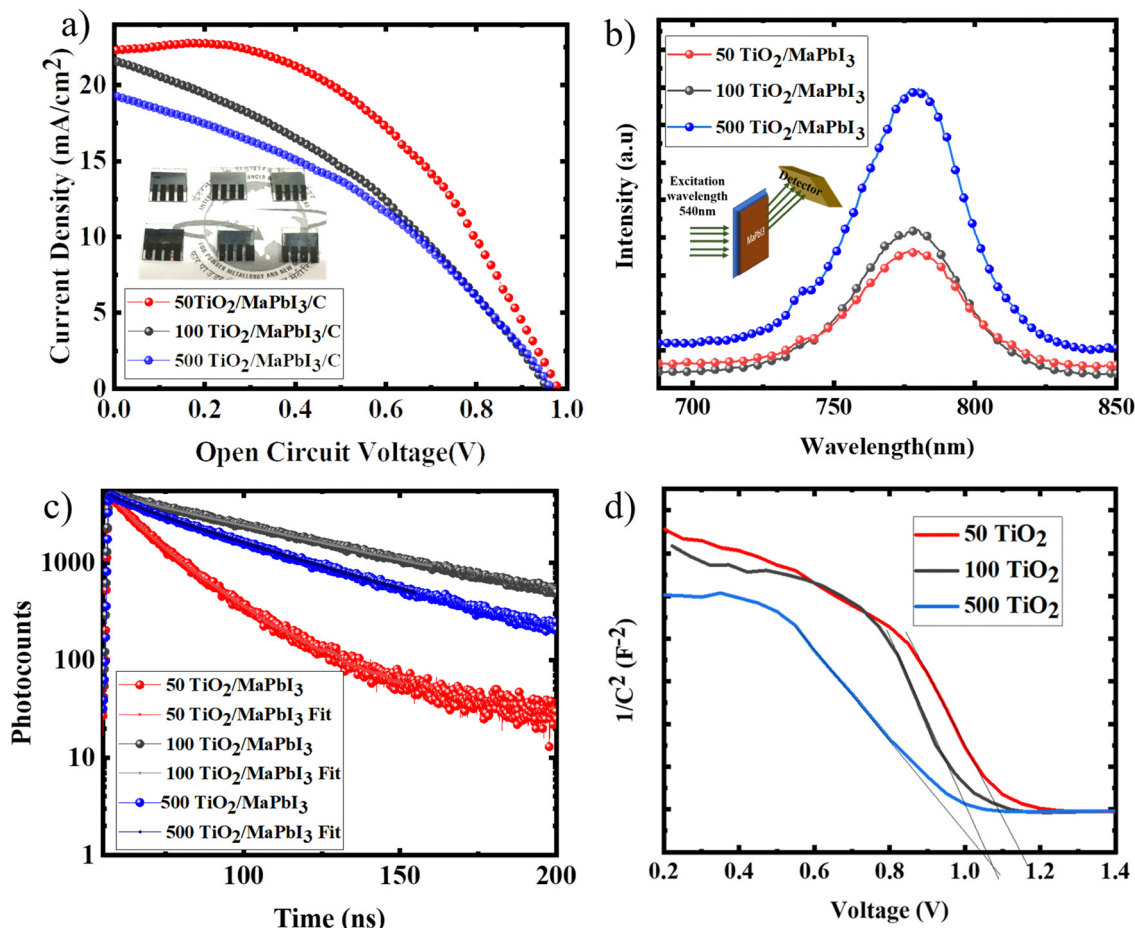 a)
Current Density (mA/cm²)
20
15
10
5
0
50TiO2/MaPbI3/C
100 TiO2/MaPbI3/C
500 TiO2/MaPbI3/C
0.0 0.2 0.4 0.6 0.8 1.0
Open Circuit Voltage(V)
b)
Intensity (a.u)
50 TiO2/MaPbI3
100 TiO2/MaPbI3
500 TiO2/MaPbI3
Excitation
wavelength
540nm
MaPbI3
Detector
700 750 800 850
Wavelength(nm)
c)
Photocounts
1000
100
10
1
50 TiO2/MaPbI3
50 TiO2/MaPbI3 Fit
100 TiO2/MaPbI3
100 TiO2/MaPbI3 Fit
500 TiO2/MaPbI3
500 TiO2/MaPbI3 Fit
100 150 200
Time (ns)
d)
1/C² (F⁻²)
50 TiO2
100 TiO2
500 TiO2
0.2 0.4 0.6 0.8 1.0 1.2 1.4
Voltage (V)
FOR POWDER METALLURGY AND NEW